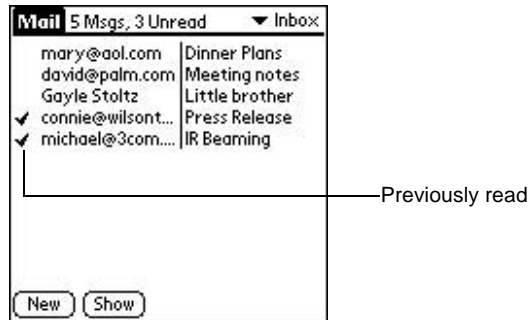 Mail 5 Msgs, 3 Unread Inbox
mary@aol.com Dinner Plans
david@palm.com Meeting notes
Gayle Stoltz Little brother
connie@wilsont... Press Release
michael@3com.... IR Beaming
Previously read
New Show